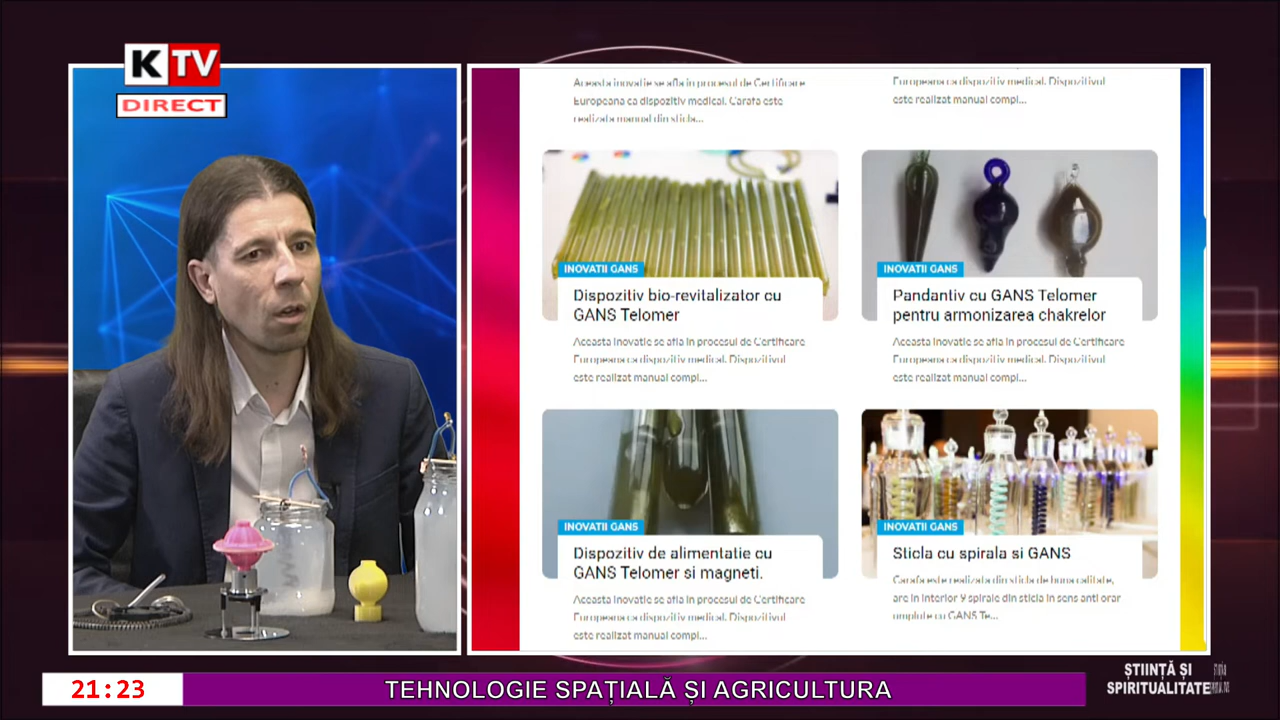 KTV
DIRECT
Aceasta inovatie se afla in procesul de Certificare
Europeana ca dispozitiv medical. Carafa este
realizata manual din sticla...
Europeana ca dispozitiv medical. Dispozitivul
este realizat manual compl...
INOVATII GANS
Dispozitiv bio-revitalizator cu
GANS Telomer
Aceasta inovatie se afla in procesul de Certificare
Europeana ca dispozitiv medical. Dispozitivul
este realizat manual compl...
INOVATII GANS
Pandantiv cu GANS Telomer
pentru armonizarea chakrelor
Aceasta inovatie se afla in procesul de Certificare
Europeana ca dispozitiv medical. Dispozitivul
este realizat manual compl...
INOVATII GANS
Dispozitiv de alimentatie cu
GANS Telomer si magneti.
Aceasta inovatie se afla in procesul de Certificare
Europeana ca dispozitiv medical. Dispozitivul
este realizat manual compl...
INOVATII GANS
Sticla cu spirala si GANS
Carafa este realizata din sticla de buna calitate,
are in interior 9 spirale din sticla in sens anti orar
umplute cu GANS Te...
21:23
TEHNOLOGIE SPAȚIALĂ ȘI AGRICULTURA
ȘTIINȚĂ ȘI
SPIRITUALITATE